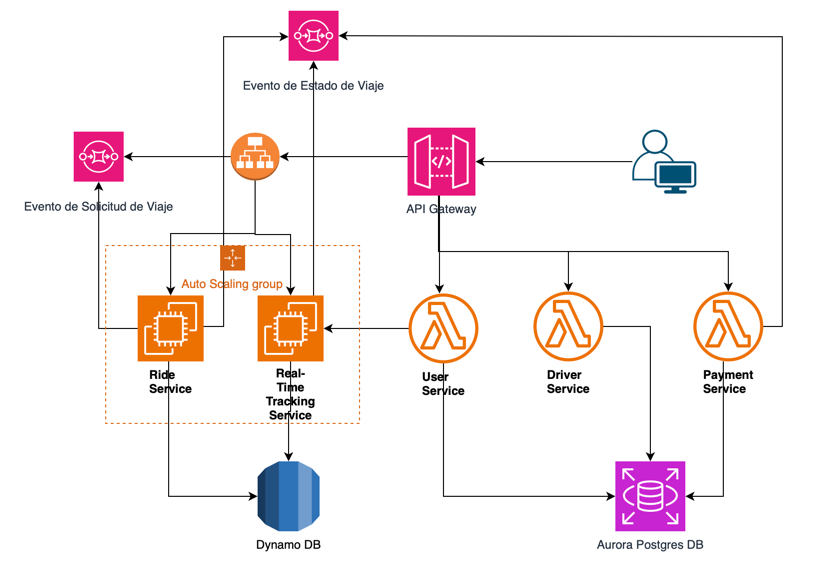 Evento de Estado de Viaje
Evento de Solicitud de Viaje
API Gateway
Auto Scaling group
Ride
Service
Real-
Time
Tracking
Service
User
Service
Driver
Service
Payment
Service
Dynamo DB
Aurora Postgres DB